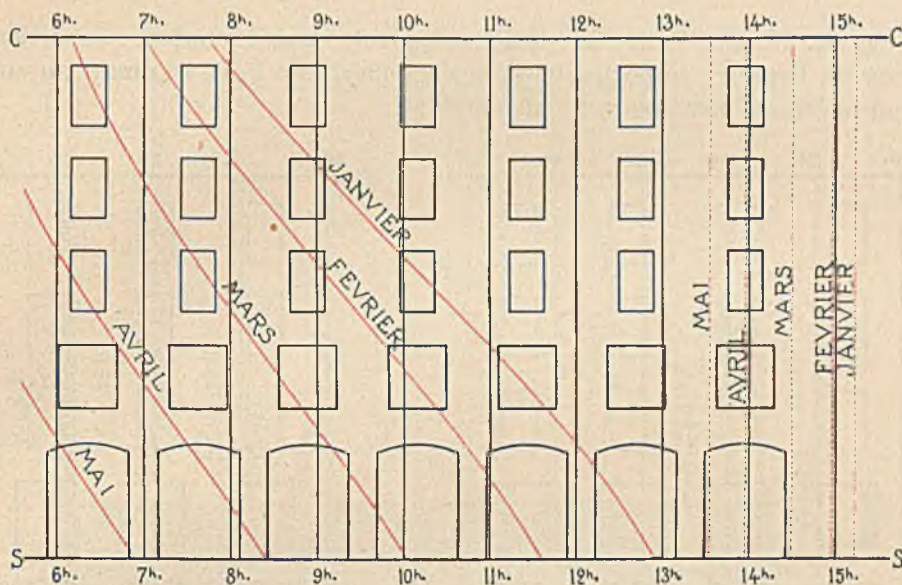 6h. 7h. 8h. 9h. 10h. 11h. 12h. 13h. 14h. 15h.
C C
JANVIER
FEVRIER
MARS
AVRIL
MAI
MAI
AVRIL
MARS
FEVRIER
JANVIER
S S
6h. 7h. 8h. 9h. 10h. 11h. 12h. 13h. 14h. 15h.